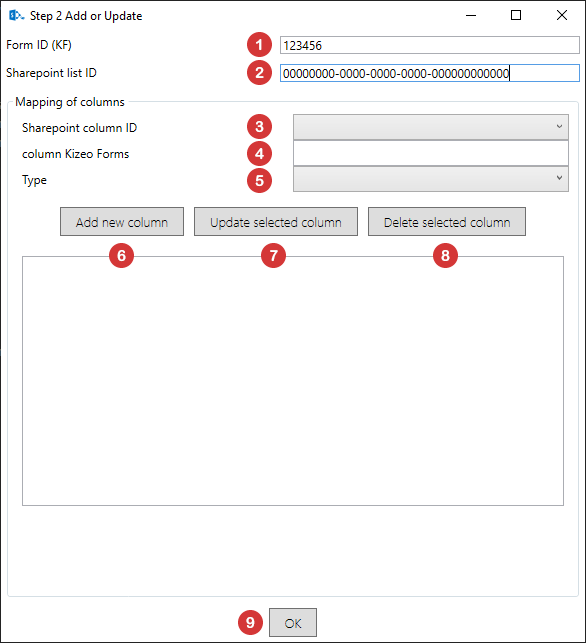 Step 2 Add or Update
Form ID (KF) 1 123456
Sharepoint list ID 2 00000000-0000-0000-0000-000000000000
Mapping of columns
Sharepoint column ID 3
column Kizeo Forms 4
Type 5
Add new column Update selected column Delete selected column
6 7 8
9 OK